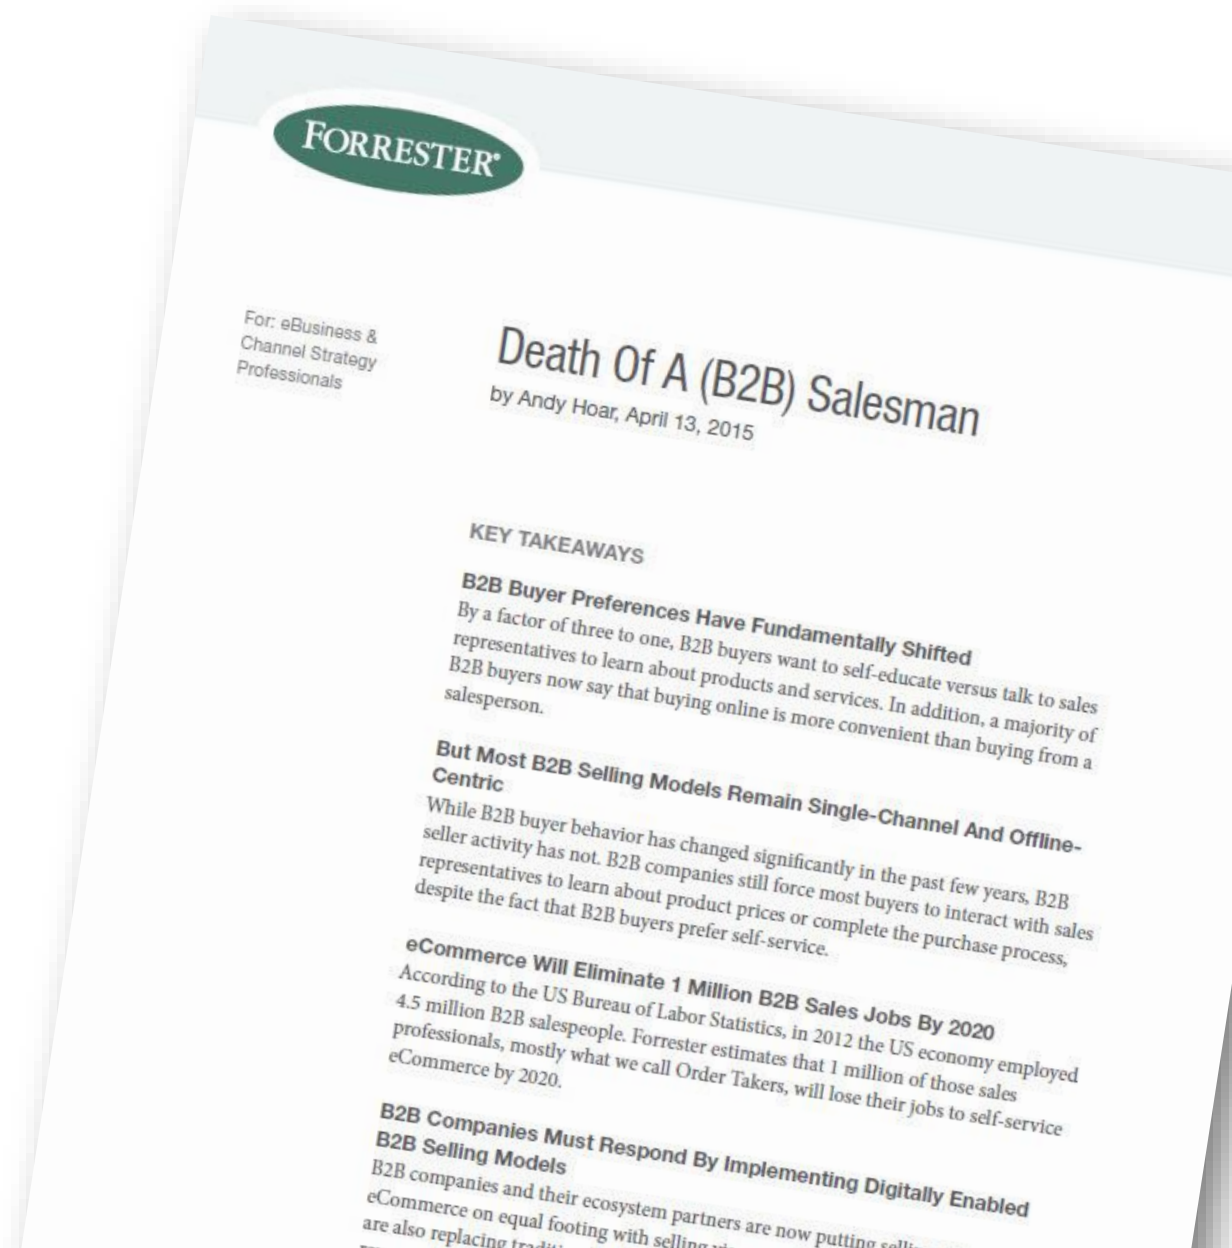 FORRESTER®
For: eBusiness &
Channel Strategy
Professionals
Death Of A (B2B) Salesman
by Andy Hoar, April 13, 2015
KEY TAKEAWAYS
B2B Buyer Preferences Have Fundamentally Shifted
By a factor of three to one, B2B buyers want to self-educate versus talk to sales
representatives to learn about products and services. In addition, a majority of
B2B buyers now say that buying online is more convenient than buying from a
salesperson.
But Most B2B Selling Models Remain Single-Channel And Offline-
Centric
While B2B buyer behavior has changed significantly in the past few years, B2B
seller activity has not. B2B companies still force most buyers to interact with sales
representatives to learn about product prices or complete the purchase process,
despite the fact that B2B buyers prefer self-service.
eCommerce Will Eliminate 1 Million B2B Sales Jobs By 2020
According to the US Bureau of Labor Statistics, in 2012 the US economy employed
4.5 million B2B salespeople. Forrester estimates that 1 million of those sales
professionals, mostly what we call Order Takers, will lose their jobs to self-service
eCommerce by 2020.
B2B Companies Must Respond By Implementing Digitally Enabled
B2B Selling Models
B2B companies and their ecosystem partners are now putting
eCommerce on equal footing with selling
are also replacing